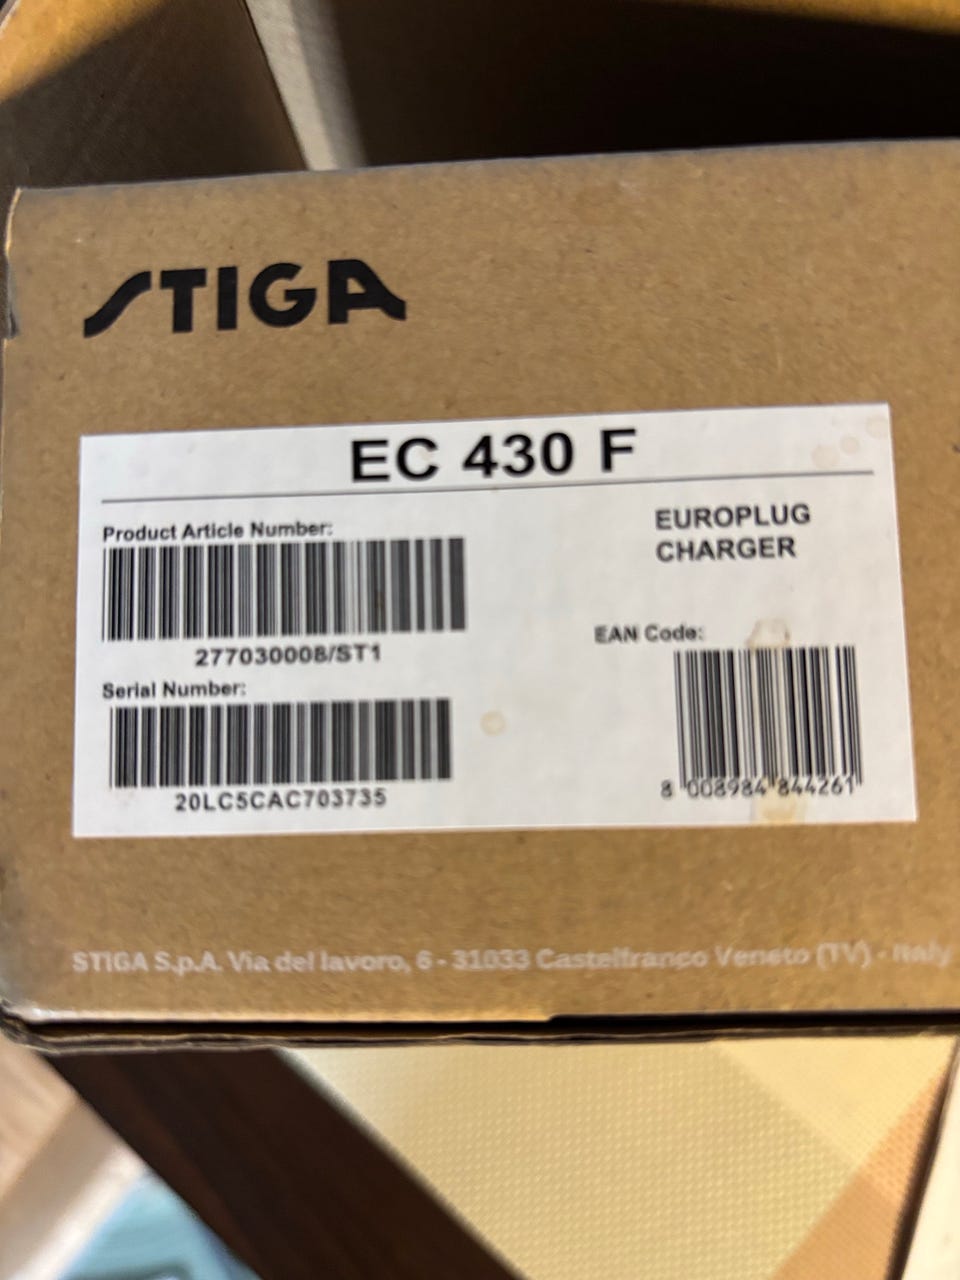 STIGA
EC 430 F
Product Article Number:
277030008/ST1
EUROPLUG
CHARGER
Serial Number:
20LC5CAC703735
EAN Code:
8 008984 844261
STIGA S.p.A. Via del lavoro, 6 - 31033 Castelfranco Veneto (TV) - Italy